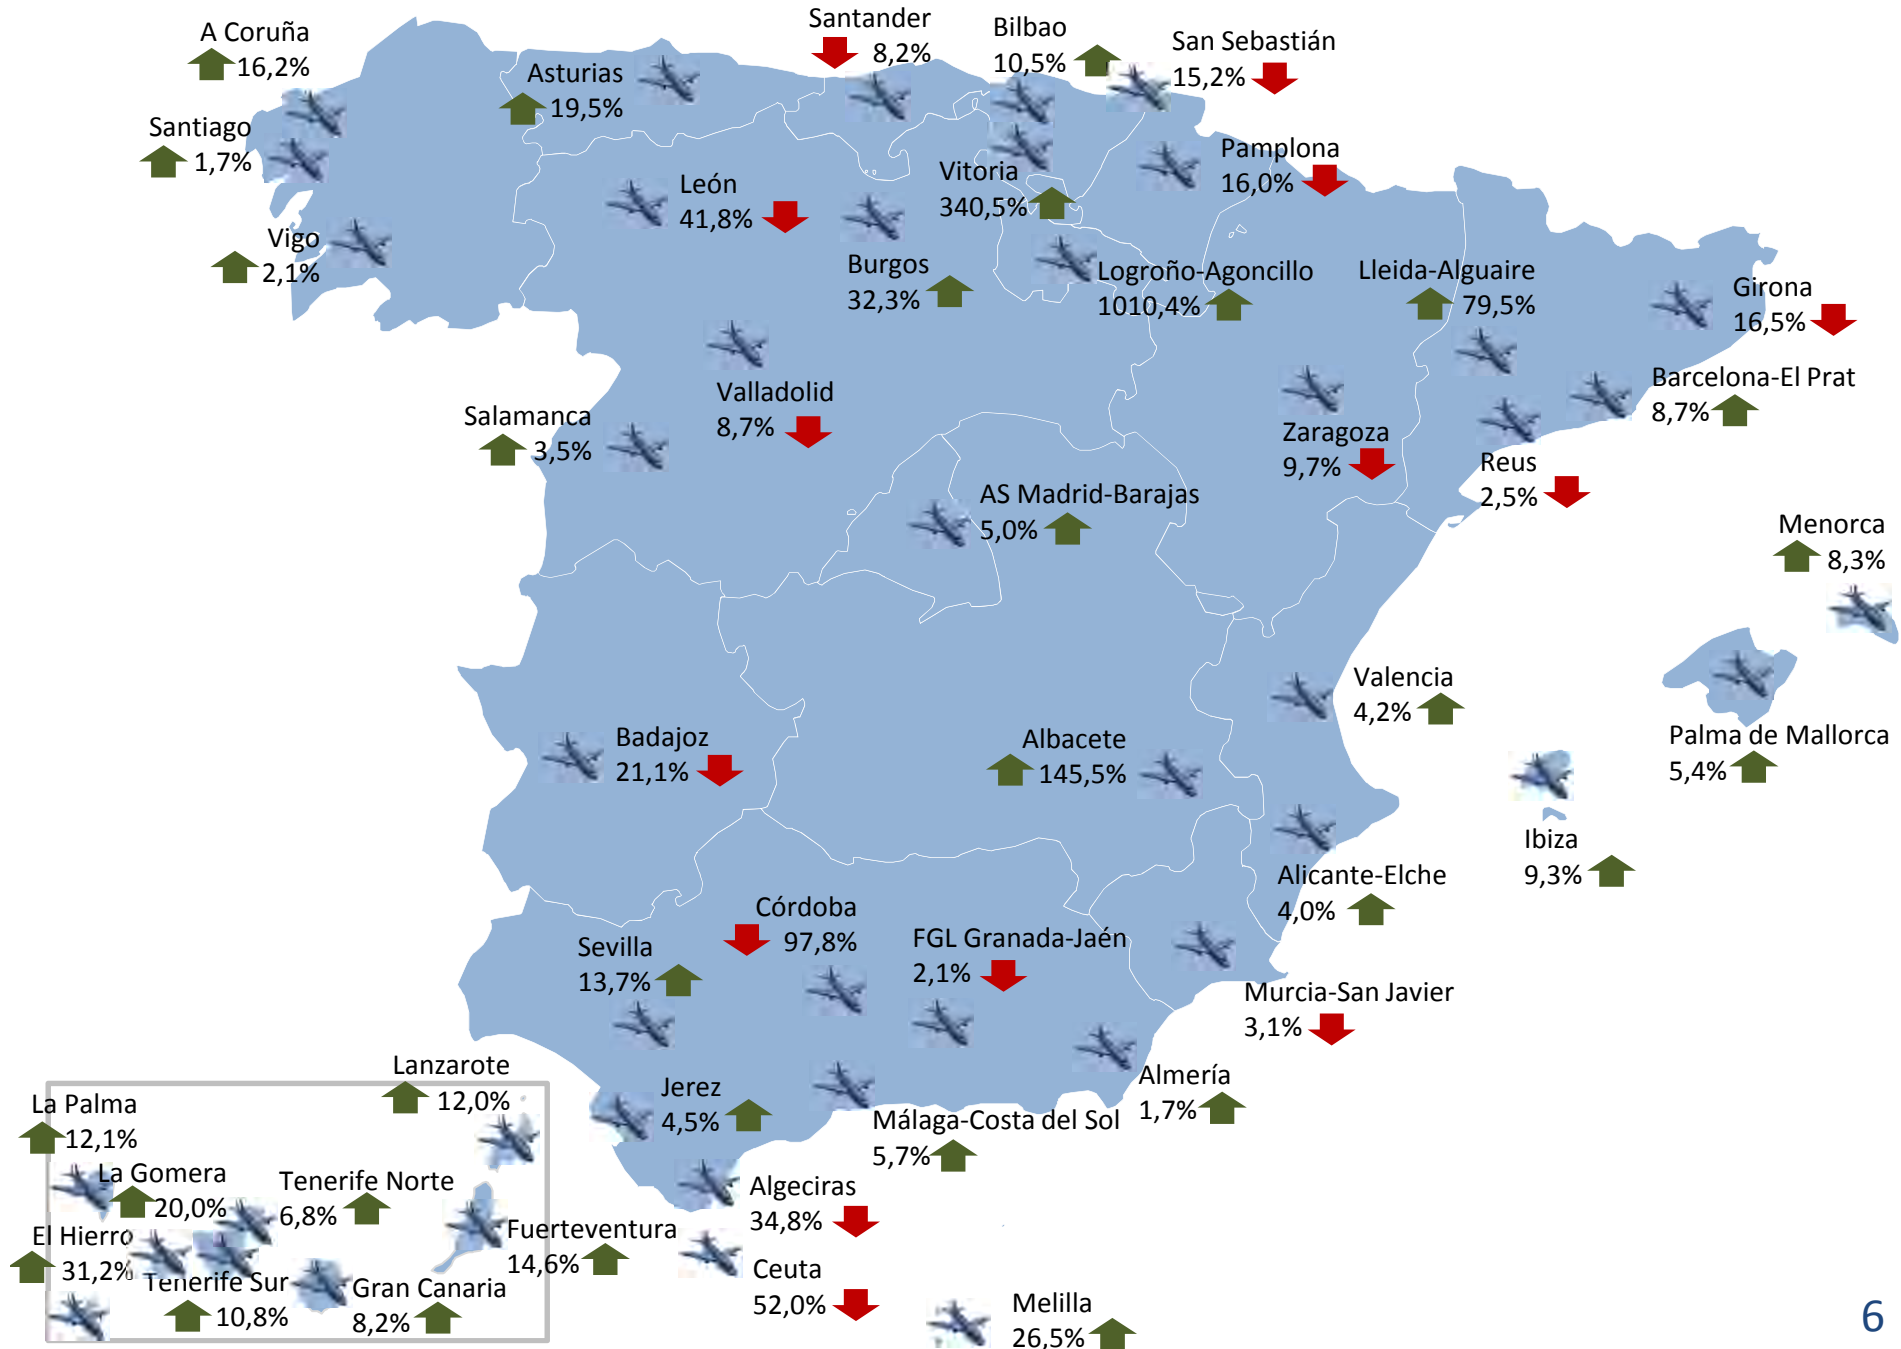 A Coruña
16,2%
Santander
8,2%
Bilbao
10,5%
San Sebastián
15,2%
Asturias
19,5%
Santiago
1,7%
Pamplona
16,0%
León
41,8%
Vitoria
340,5%
Vigo
2,1%
Burgos
32,3%
Logroño-Agoncillo
1010,4%
Lleida-Alguaire
79,5%
Girona
16,5%
Valladolid
8,7%
Barcelona-El Prat
8,7%
Salamanca
3,5%
Zaragoza
9,7%
Reus
2,5%
AS Madrid-Barajas
5,0%
Menorca
8,3%
Valencia
4,2%
Badajoz
21,1%
Albacete
145,5%
Palma de Mallorca
5,4%
Ibiza
9,3%
Alicante-Elche
4,0%
Córdoba
97,8%
Sevilla
13,7%
FGL Granada-Jaén
2,1%
Murcia-San Javier
3,1%
Lanzarote
12,0%
Almería
1,7%
Jerez
4,5%
La Palma
12,1%
Málaga-Costa del Sol
5,7%
La Gomera
20,0%
Tenerife Norte
6,8%
Algeciras
34,8%
Fuerteventura
14,6%
El Hierro
31,2%
Tenerife Sur
10,8%
Gran Canaria
8,2%
Ceuta
52,0%
Melilla
26,5%
6